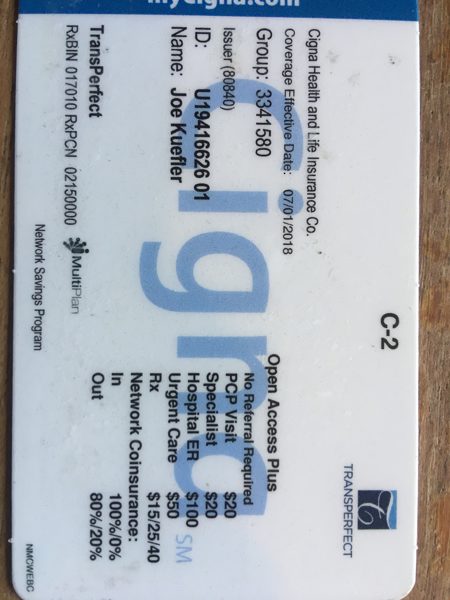 myCigna.com
Cigna
C-2
TRANSPERFECT
Cigna Health and Life Insurance Co.
Coverage Effective Date: 07/01/2018
Group: 3341580
Issuer (80840)
ID: U19416626 01
Name: Joe Kuefler
TransPerfect
RxBIN 017010 RxPCN 02150000
MultiPlan
Network Savings Program
Open Access Plus
No Referral Required
PCP Visit $20
Specialist $20
Hospital ER $100
Urgent Care $50
Rx $15/25/40
Network Coinsurance:
In 100%/0%
Out 80%/20%
SM
NMCWEBC